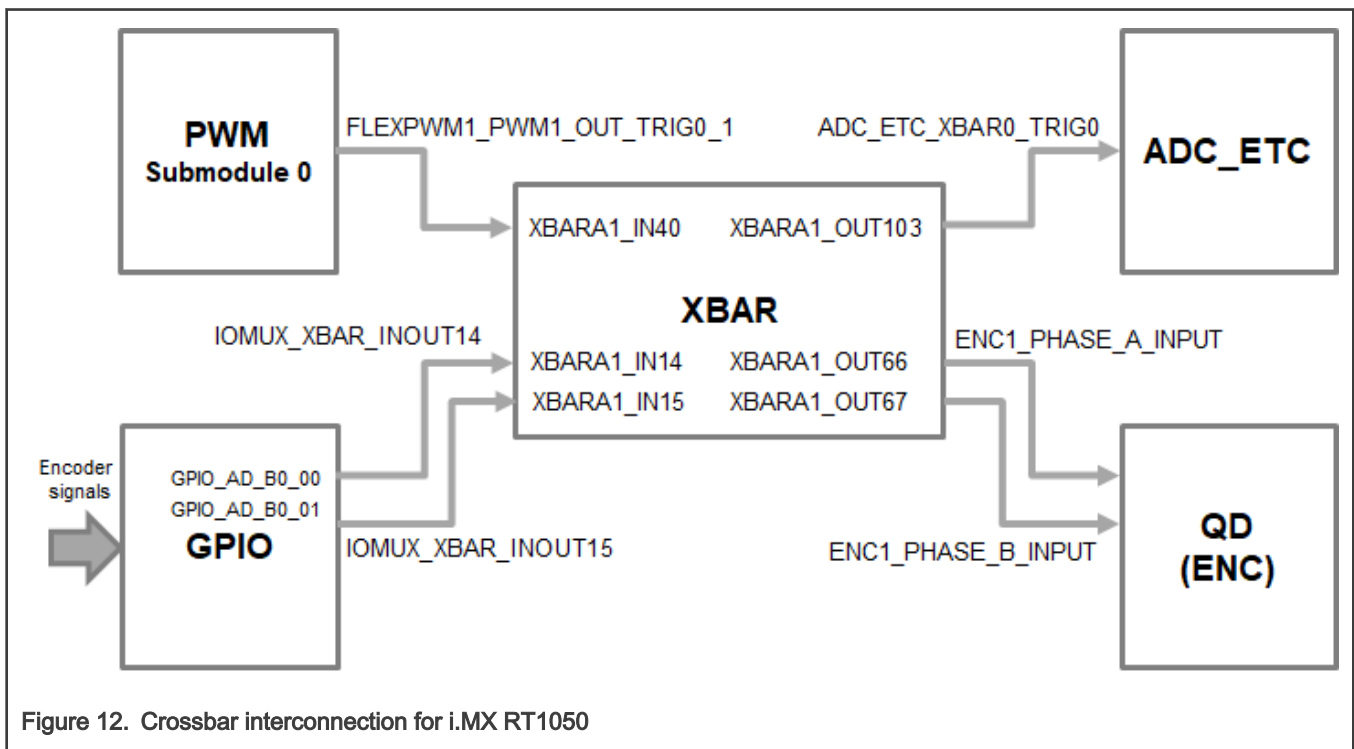 PWM
Submodule 0
FLEXPWM1_PWM1_OUT_TRIG0_1
ADC_ETC_XBAR0_TRIG0
ADC_ETC
XBARA1_IN40
XBARA1_OUT103
XBAR
IOMUX_XBAR_INOUT14
ENC1_PHASE_A_INPUT
XBARA1_IN14
XBARA1_OUT66
XBARA1_IN15
XBARA1_OUT67
Encoder
signals
GPIO_AD_B0_00
GPIO_AD_B0_01
GPIO
IOMUX_XBAR_INOUT15
ENC1_PHASE_B_INPUT
QD
(ENC)
Figure 12. Crossbar interconnection for i.MX RT1050